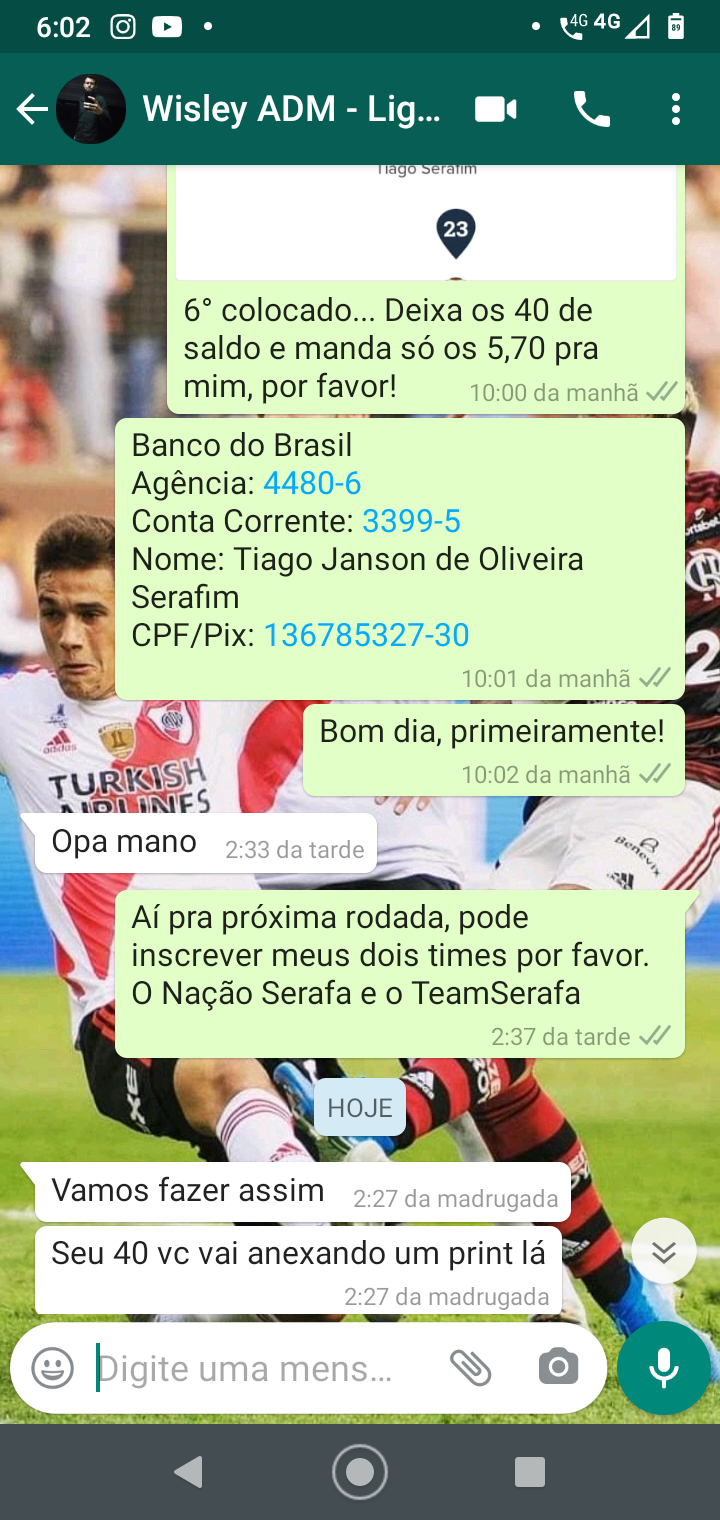 6:02
4G 4G
89
Wisley ADM - Lig...
Tiago Serafim
23
6° colocado... Deixa os 40 de
saldo e manda só os 5,70 pra
mim, por favor!
10:00 da manhã
Banco do Brasil
Agência: 4480-6
Conta Corrente: 3399-5
Nome: Tiago Janson de Oliveira
Serafim
CPF/Pix: 136785327-30
10:01 da manhã
Bom dia, primeiramente!
10:02 da manhã
adidas
TURKISH
AIRLINES
Opa mano
2:33 da tarde
Aí pra próxima rodada, pode
inscrever meus dois times por favor.
O Nação Serafa e o TeamSerafa
2:37 da tarde
HOJE
Vamos fazer assim
2:27 da madrugada
Seu 40 vc vai anexando um print lá
2:27 da madrugada
Digite uma mens...